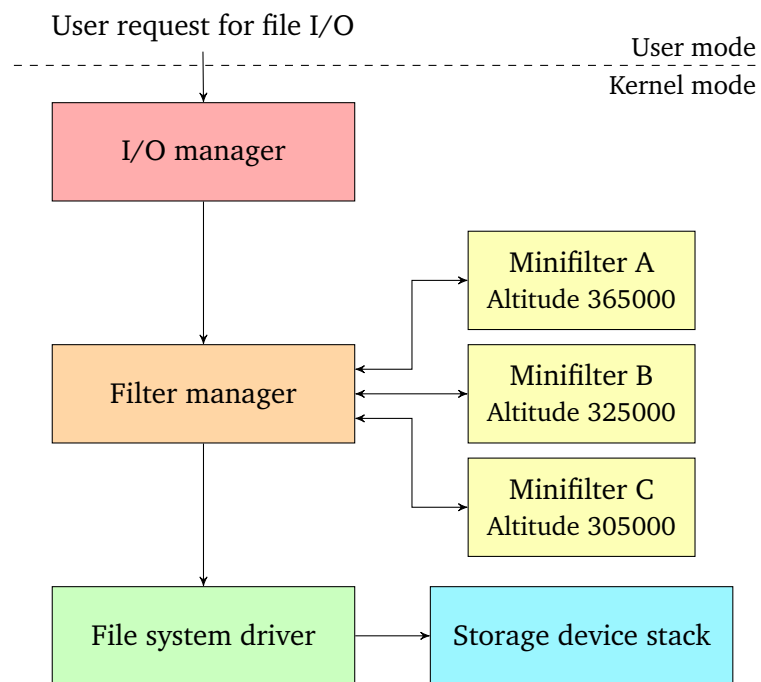 User request for file I/O
User mode
Kernel mode
I/O manager
Minifilter A
Altitude 365000
Filter manager
Minifilter B
Altitude 325000
Minifilter C
Altitude 305000
File system driver
Storage device stack